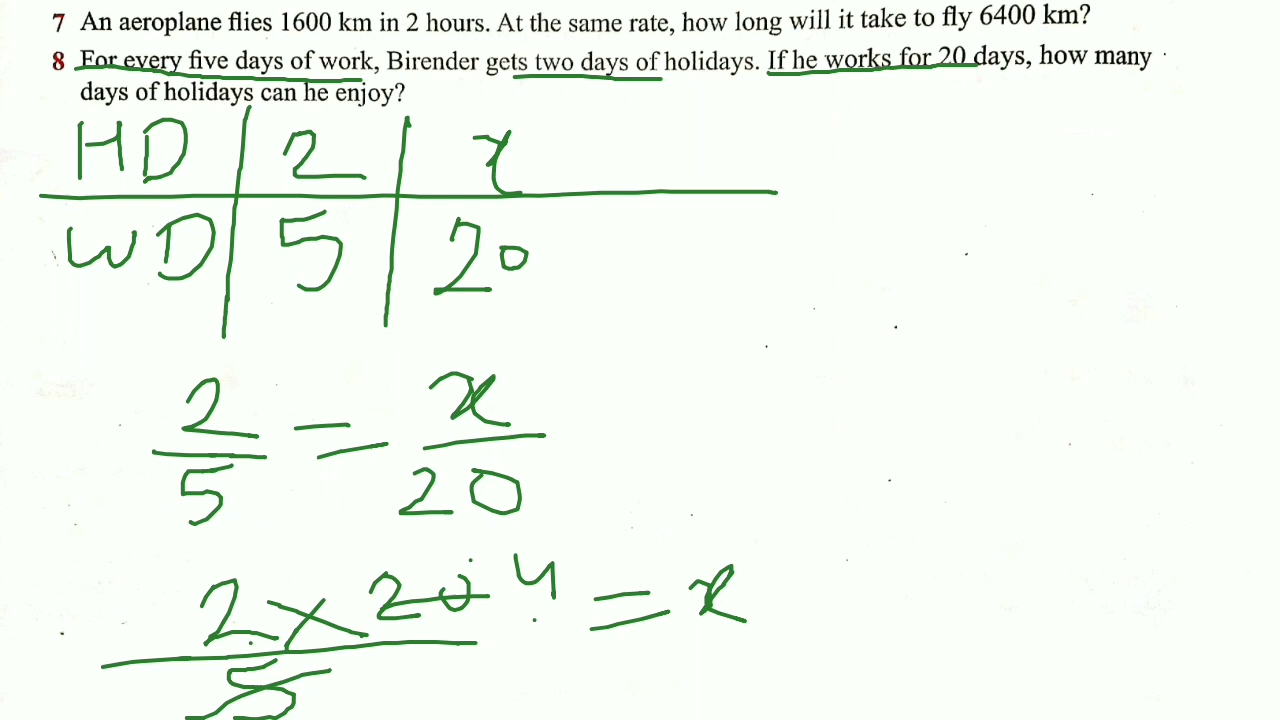 7 An aeroplane flies 1600 km in 2 hours. At the same rate, how long will it take to fly 6400 km?
8 For every five days of work, Birender gets two days of holidays. If he works for 20 days, how many
days of holidays can he enjoy?
HD 2 x
WD 5 20
2 = x
5 20
2 × 20 4 = x
5